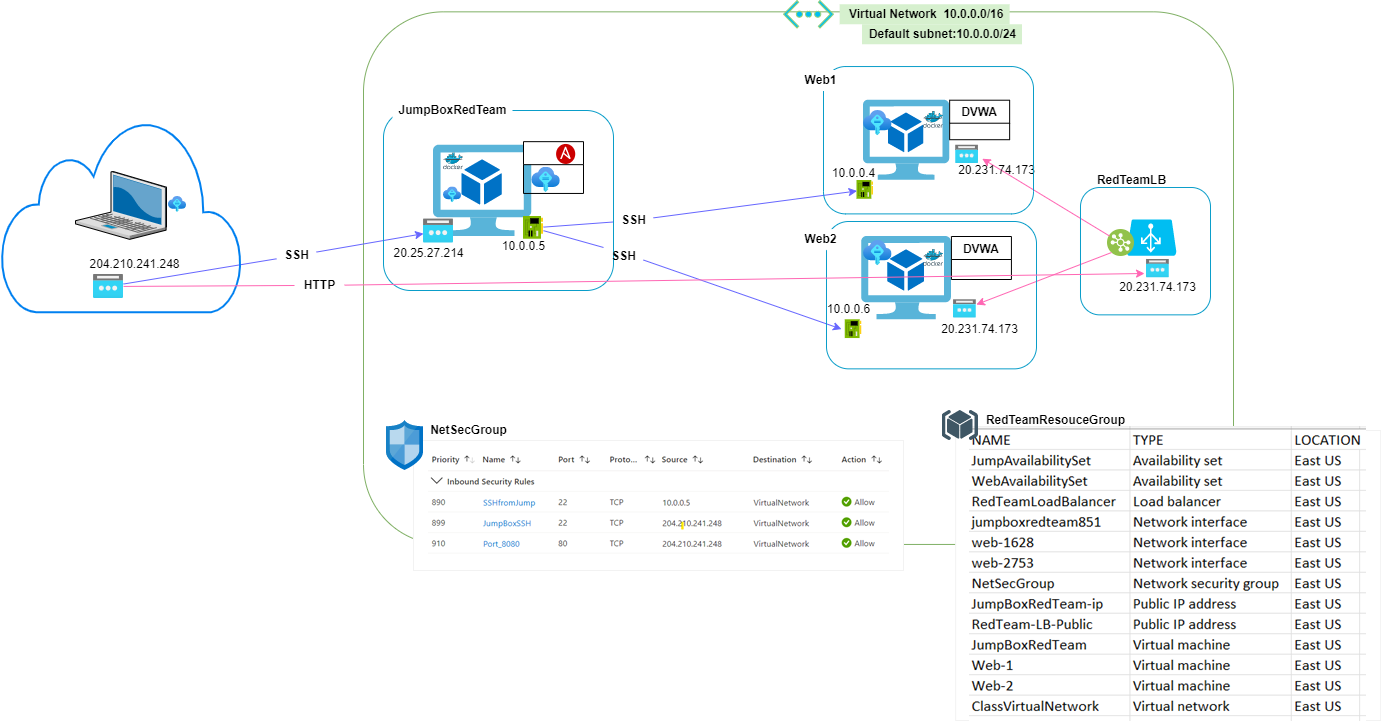 Virtual Network 10.0.0.0/16
Default subnet:10.0.0.0/24
Web1
JumpBoxRedTeam
DVWA
docker
docker
20.231.74.173
10.0.0.4
RedTeamLB
SSH
Web2
10.0.0.5
20.25.27.214
SSH
SSH
DVWA
docker
204.210.241.248
HTTP
20.231.74.173
10.0.0.6
20.231.74.173
NetSecGroup
Priority Name Port Proto... Source Destination Action
Inbound Security Rules
890 SSHfromJump 22 TCP 10.0.0.5 VirtualNetwork Allow
899 JumpBoxSSH 22 TCP 204.210.241.248 VirtualNetwork Allow
910 Port_8080 80 TCP 204.210.241.248 VirtualNetwork Allow
RedTeamResouceGroup
NAME TYPE LOCATION
JumpAvailabilitySet Availability set East US
WebAvailabilitySet Availability set East US
RedTeamLoadBalancer Load balancer East US
jumpboxredteam851 Network interface East US
web-1628 Network interface East US
web-2753 Network interface East US
NetSecGroup Network security group East US
JumpBoxRedTeam-ip Public IP address East US
RedTeam-LB-Public Public IP address East US
JumpBoxRedTeam Virtual machine East US
Web-1 Virtual machine East US
Web-2 Virtual machine East US
ClassVirtualNetwork Virtual network East US